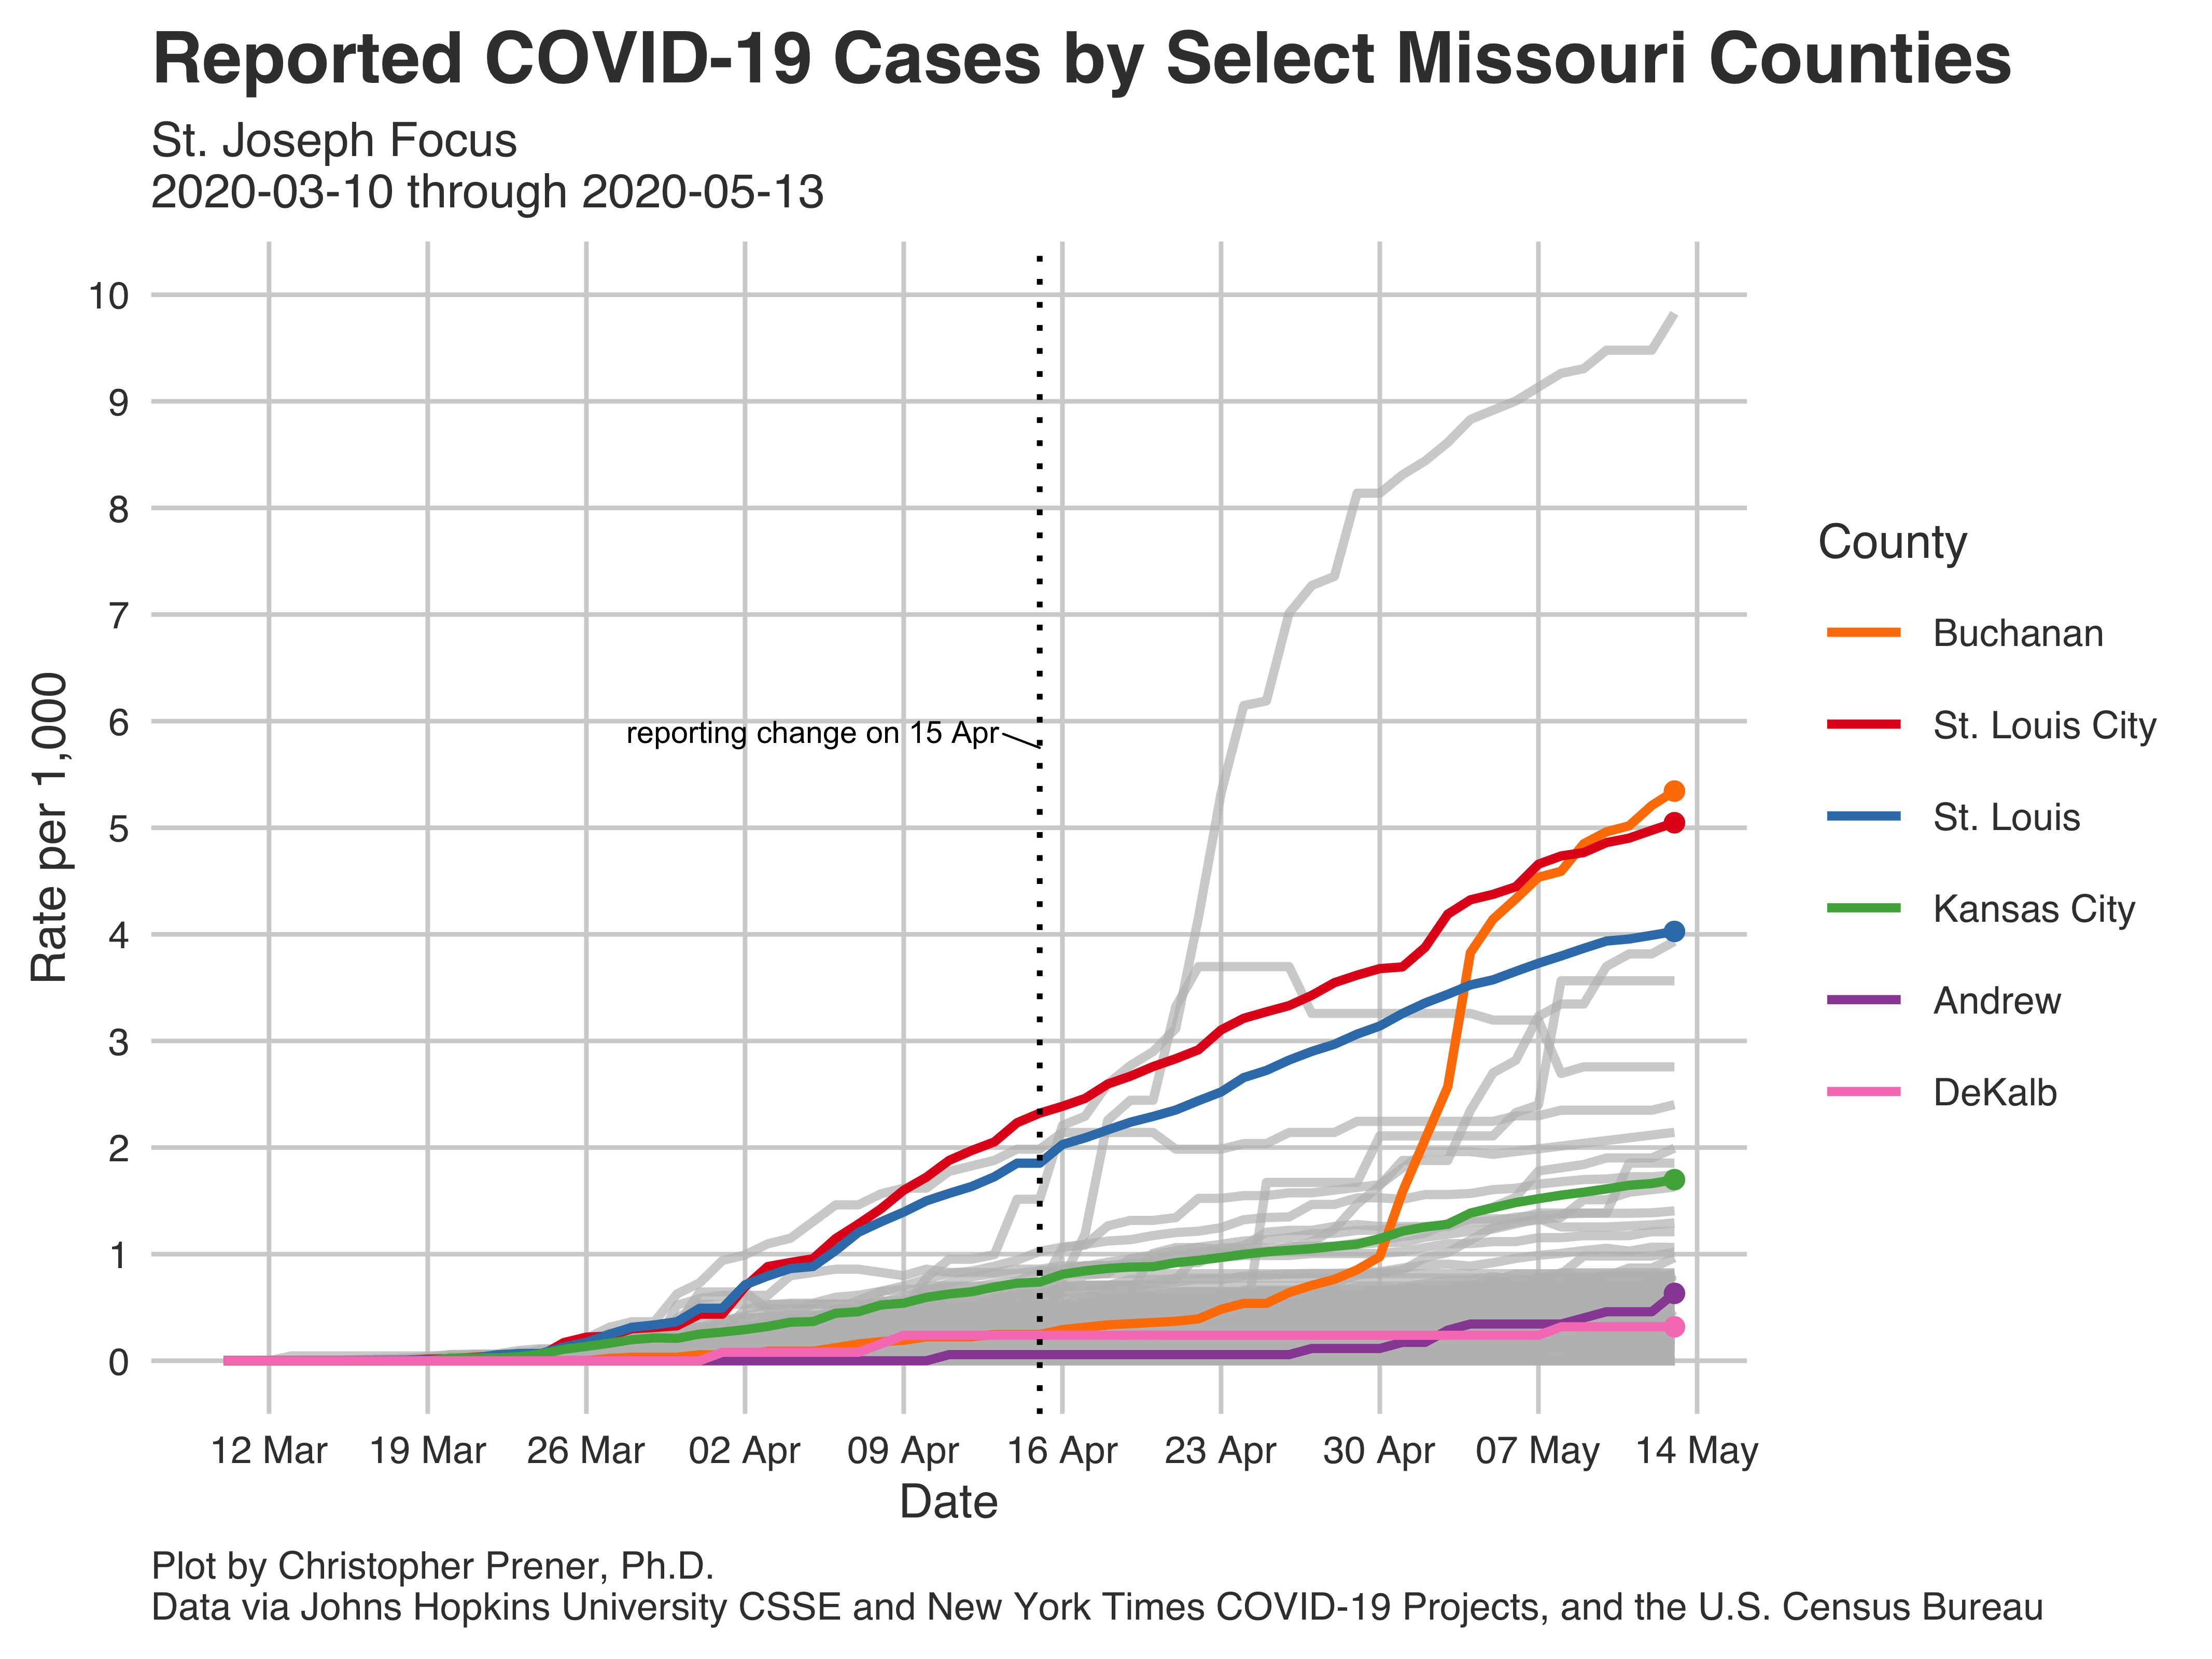 Reported COVID-19 Cases by Select Missouri Counties
St. Joseph Focus
2020-03-10 through 2020-05-13
10
9
8
7
6
5
4
3
2
1
0
Rate per 1,000
reporting change on 15 Apr
County
Buchanan
St. Louis City
St. Louis
Kansas City
Andrew
DeKalb
12 Mar 19 Mar 26 Mar 02 Apr 09 Apr 16 Apr 23 Apr 30 Apr 07 May 14 May
Date
Plot by Christopher Prener, Ph.D.
Data via Johns Hopkins University CSSE and New York Times COVID-19 Projects, and the U.S. Census Bureau